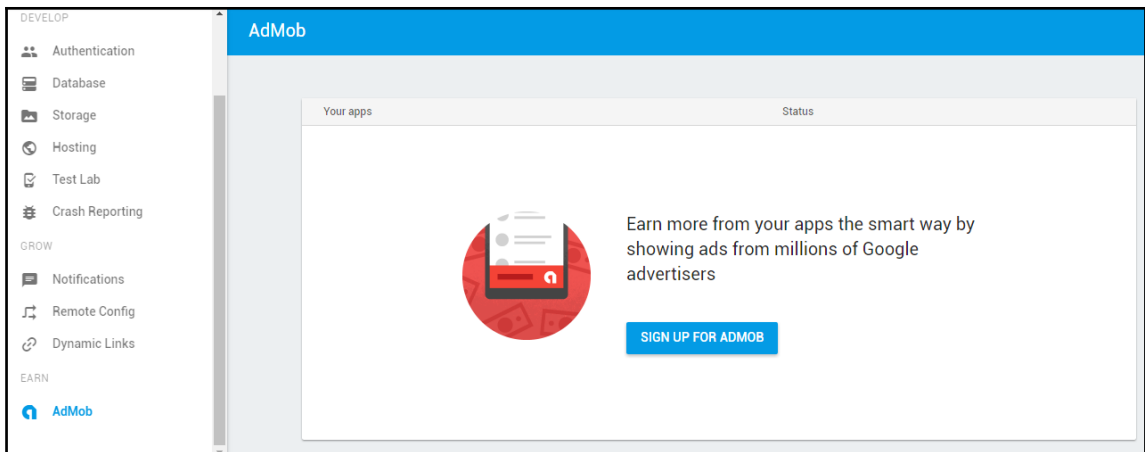 DEVELOP
Authentication
Database
Storage
Hosting
Test Lab
Crash Reporting
GROW
Notifications
Remote Config
Dynamic Links
EARN
AdMob
AdMob
Your apps Status
Earn more from your apps the smart way by
showing ads from millions of Google
advertisers
SIGN UP FOR ADMOB